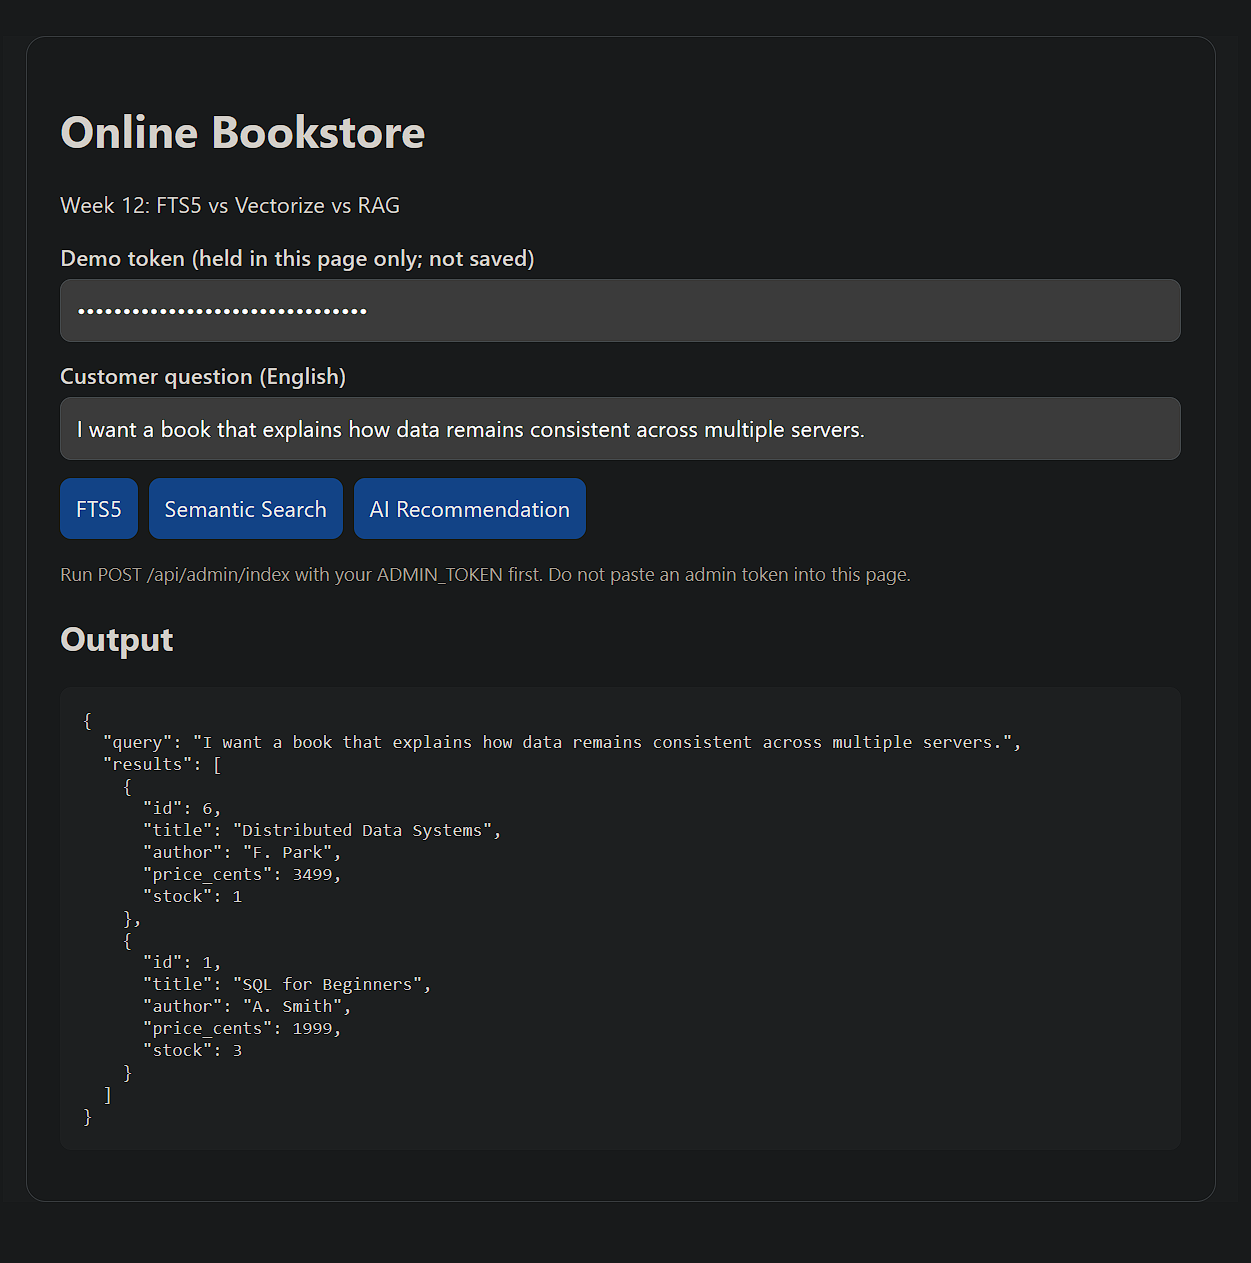 Online Bookstore
Week 12: FTS5 vs Vectorize vs RAG
Demo token (held in this page only; not saved)
••••••••••••••••••••••••••••••••
Customer question (English)
I want a book that explains how data remains consistent across multiple servers.
FTS5 Semantic Search AI Recommendation
Run POST /api/admin/index with your ADMIN_TOKEN first. Do not paste an admin token into this page.
Output
{
  "query": "I want a book that explains how data remains consistent across multiple servers.",
  "results": [
    {
      "id": 6,
      "title": "Distributed Data Systems",
      "author": "F. Park",
      "price_cents": 3499,
      "stock": 1
    },
    {
      "id": 1,
      "title": "SQL for Beginners",
      "author": "A. Smith",
      "price_cents": 1999,
      "stock": 3
    }
  ]
}